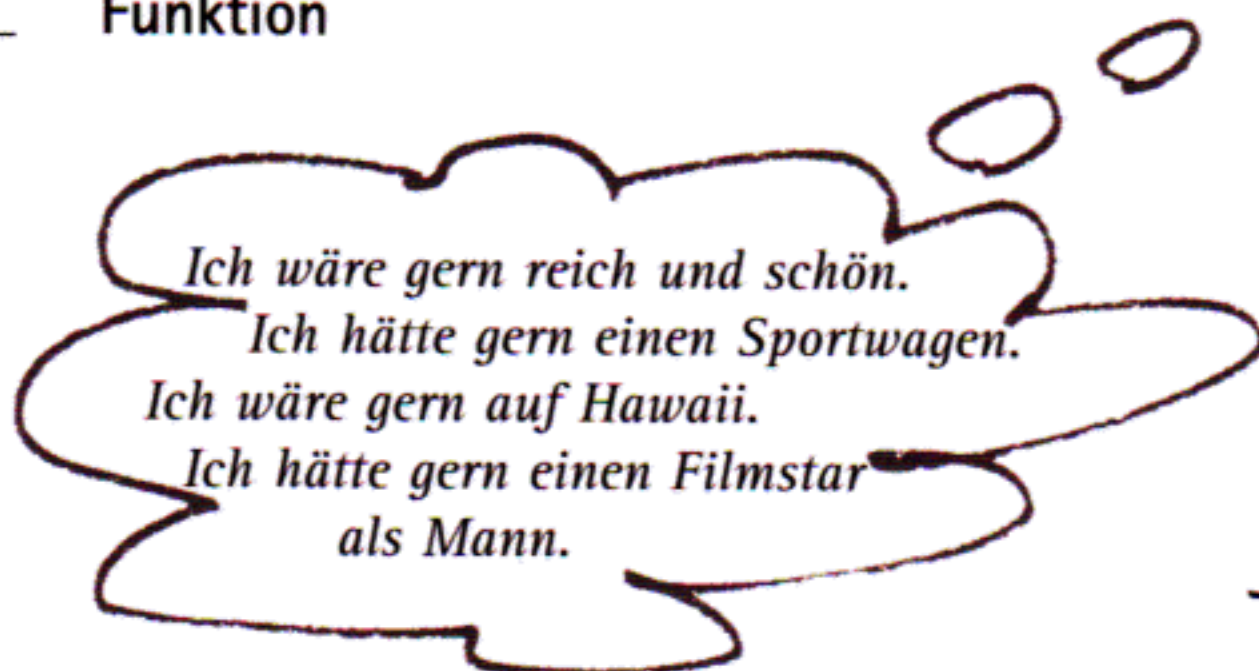 Funktion
Ich wäre gern reich und schön.
Ich hätte gern einen Sportwagen.
Ich wäre gern auf Hawaii.
Ich hätte gern einen Filmstar
als Mann.